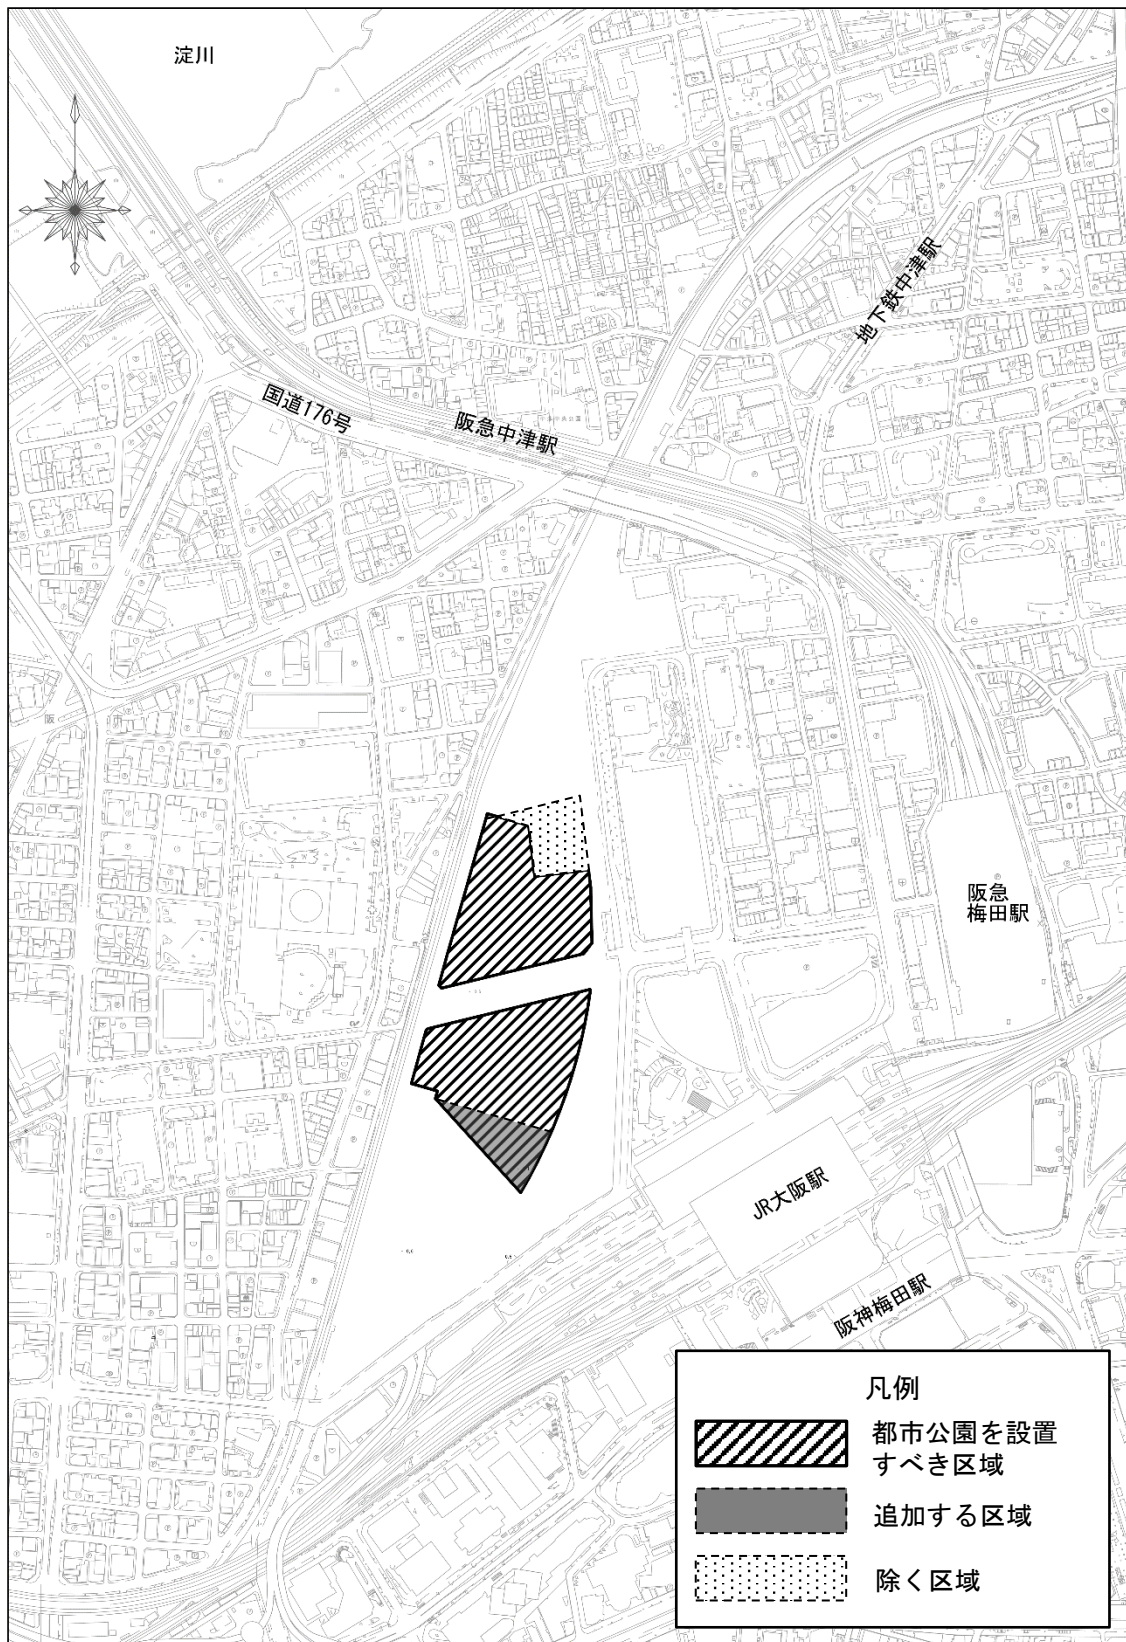 淀川
地下鉄中津駅
国道176号
阪急中津駅
阪急
梅田駅
JR大阪駅
阪神梅田駅
凡例
都市公園を設置
すべき区域
追加する区域
除く区域